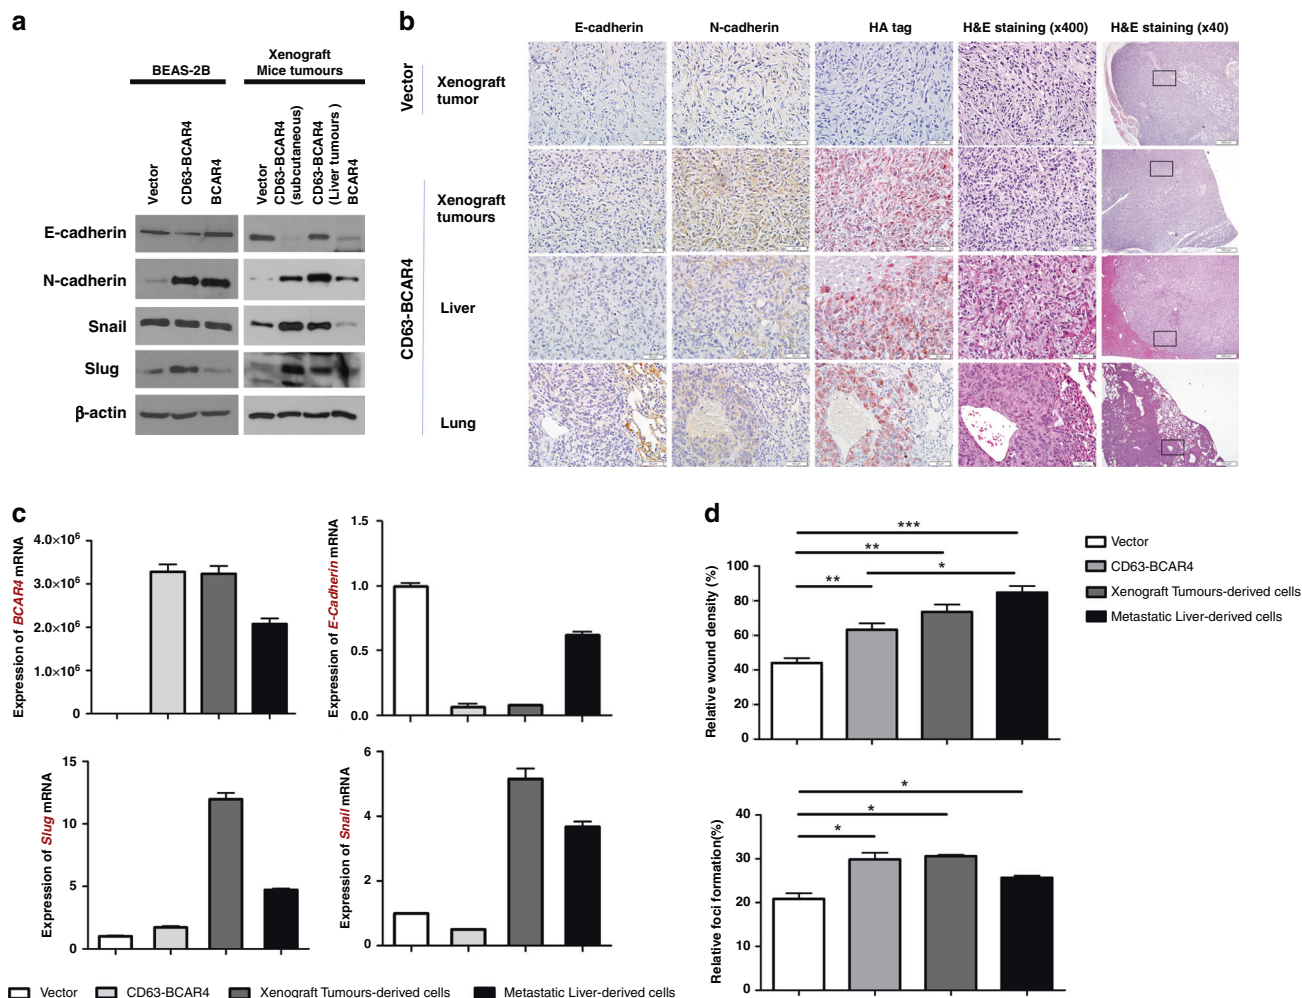 a
BEAS-2B
Xenograft
Mice tumours
Vector
CD63-BCAR4
BCAR4
Vector
CD63-BCAR4
(subcutaneous)
CD63-BCAR4
(Liver tumours )
BCAR4
E-cadherin
N-cadherin
Snail
Slug
β-actin
b
E-cadherin
N-cadherin
HA tag
H&E staining (x400)
H&E staining (x40)
Vector
Xenograft
tumor
CD63-BCAR4
Xenograft
tumours
Liver
Lung
c
Expression of BCAR4 mRNA
4.0×10⁶
3.0×10⁶
2.0×10⁶
1.0×10⁶
0
Expression of E-Cadherin mRNA
1.5
1.0
0.5
0.0
Expression of Slug mRNA
15
10
5
0
Expression of Snail mRNA
6
4
2
0
Vector
CD63-BCAR4
Xenograft Tumours-derived cells
Metastatic Liver-derived cells
d
Relative wound density (%)
100
80
60
40
20
0
***
**
**
*
Vector
CD63-BCAR4
Xenograft Tumours-derived cells
Metastatic Liver-derived cells
Relative foci formation(%)
40
30
20
10
0
*
*
*